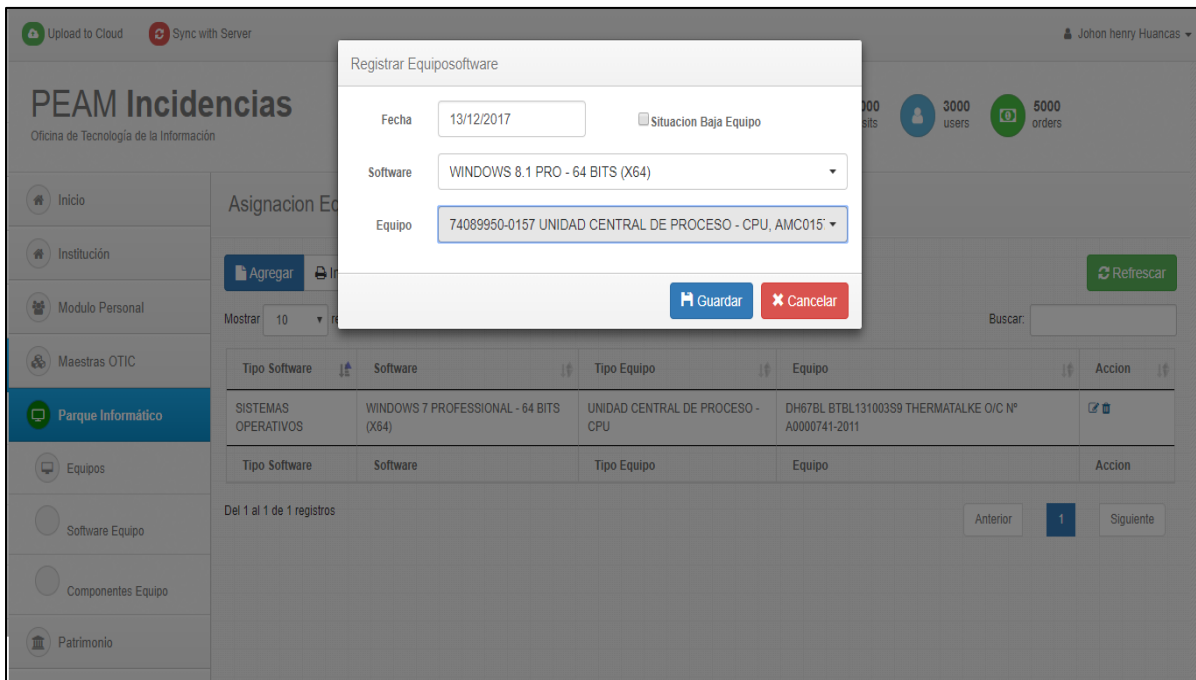 Upload to Cloud Sync with Server Johon henry Huancas
Registrar Equiposoftware
PEAM Incidencias
Oficina de Tecnología de la Información
3000 users
5000 orders
Fecha 13/12/2017 Situacion Baja Equipo
Software WINDOWS 8.1 PRO - 64 BITS (X64)
Equipo 74089950-0157 UNIDAD CENTRAL DE PROCESO - CPU,
Guardar Cancelar
Inicio
Institución
Modulo Personal
Maestras OTIC
Parque Informático
Equipos
Software Equipo
Componentes Equipo
Patrimonio
Asignacion
Agregar Refrescar
Mostrar 10 Buscar:
Tipo Software Software Tipo Equipo Equipo Accion
SISTEMAS OPERATIVOS WINDOWS 7 PROFESSIONAL - 64 BITS (X64) UNIDAD CENTRAL DE PROCESO - CPU DH67BL BTBL131003S9 THERMATALKE O/C Nº A0000741-2011
Tipo Software Software Tipo Equipo Equipo Accion
Del 1 al 1 de 1 registros Anterior 1 Siguiente